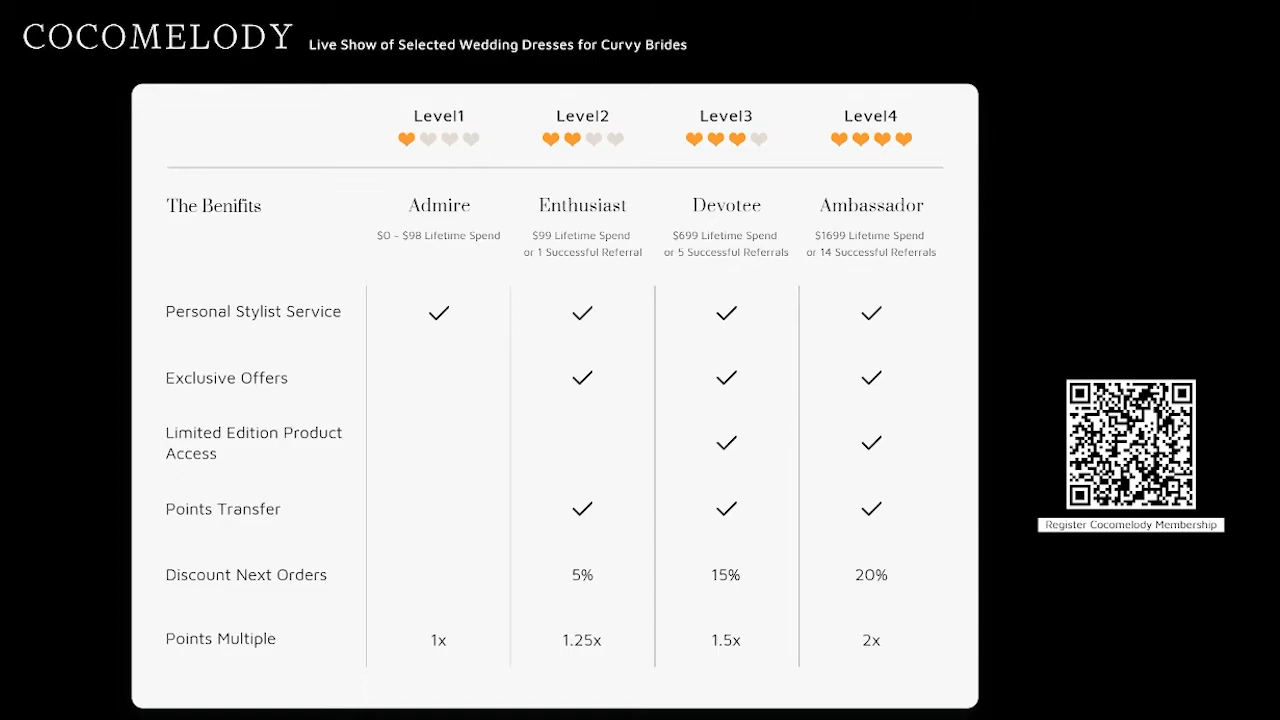 COCOMELODY Live Show of Selected Wedding Dresses for Curvy Brides
Level1 Level2 Level3 Level4
The Benifits Admire Enthusiast Devotee Ambassador
$0 ~ $98 Lifetime Spend $99 Lifetime Spend $699 Lifetime Spend $1699 Lifetime Spend
or 1 Successful Referral or 5 Successful Referrals or 14 Successful Referrals
Personal Stylist Service
Exclusive Offers
Limited Edition Product
Access
Points Transfer
Register Cocomelody Membership
Discount Next Orders 5% 15% 20%
Points Multiple 1x 1.25x 1.5x 2x